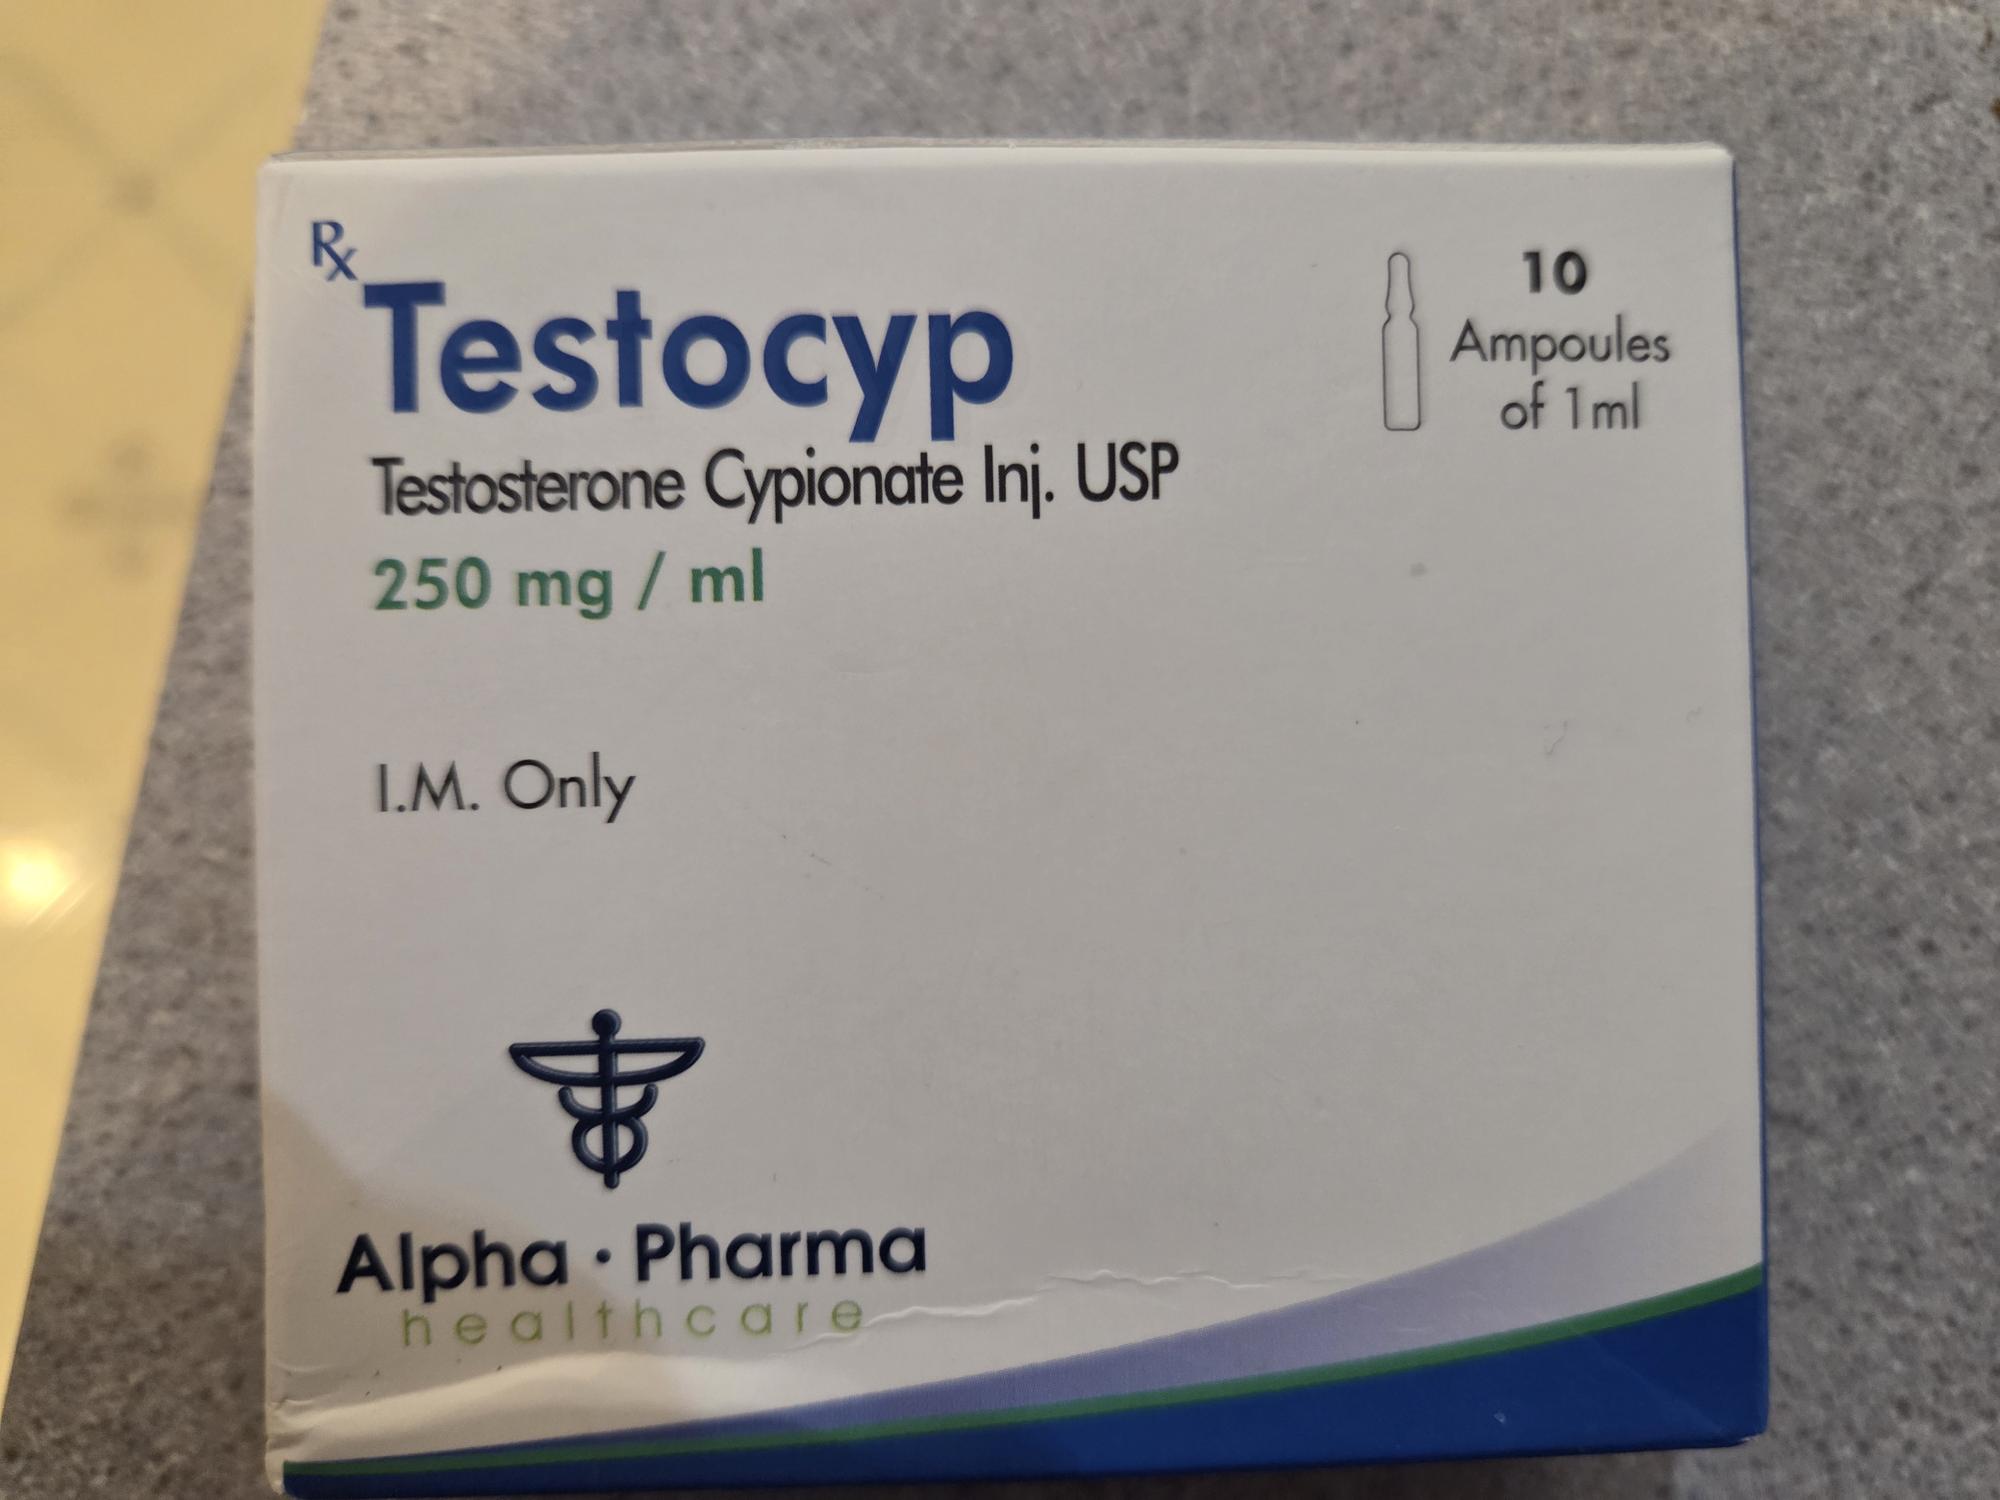 Rx
Testocyp
Testosterone Cypionate Inj. USP
250 mg / ml
10
Ampoules
of 1ml
I.M. Only
Alpha · Pharma
healthcare